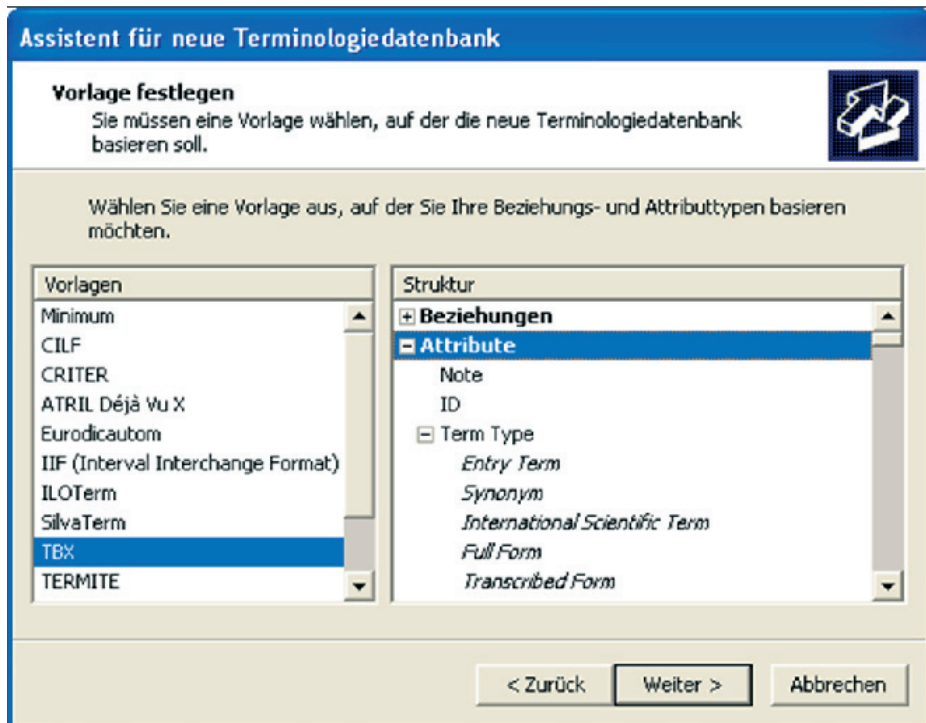 Assistent für neue Terminologiedatenbank
Vorlage festlegen
Sie müssen eine Vorlage wählen, auf der die neue Terminologiedatenbank
basieren soll.
Wählen Sie eine Vorlage aus, auf der Sie Ihre Beziehungs- und Attributtypen basieren
möchten.
Vorlagen
Minimum
CILF
CRITER
ATRIL Déjà Vu X
Eurodicautom
IIF (Interval Interchange Format)
ILOTerm
SilvaTerm
TBX
TERMITE
Struktur
Beziehungen
Attribute
Note
ID
Term Type
Entry Term
Synonym
International Scientific Term
Full Form
Transcribed Form
< Zurück
Weiter >
Abbrechen